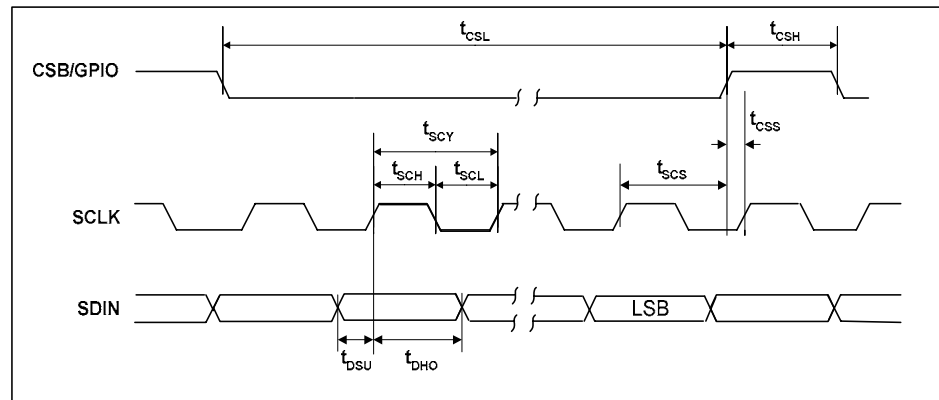 tCSL
tCSH
CSB/GPIO
tCSS
tSCY
tSCH
tSCL
tSCS
SCLK
SDIN
LSB
tDSU
tDHO